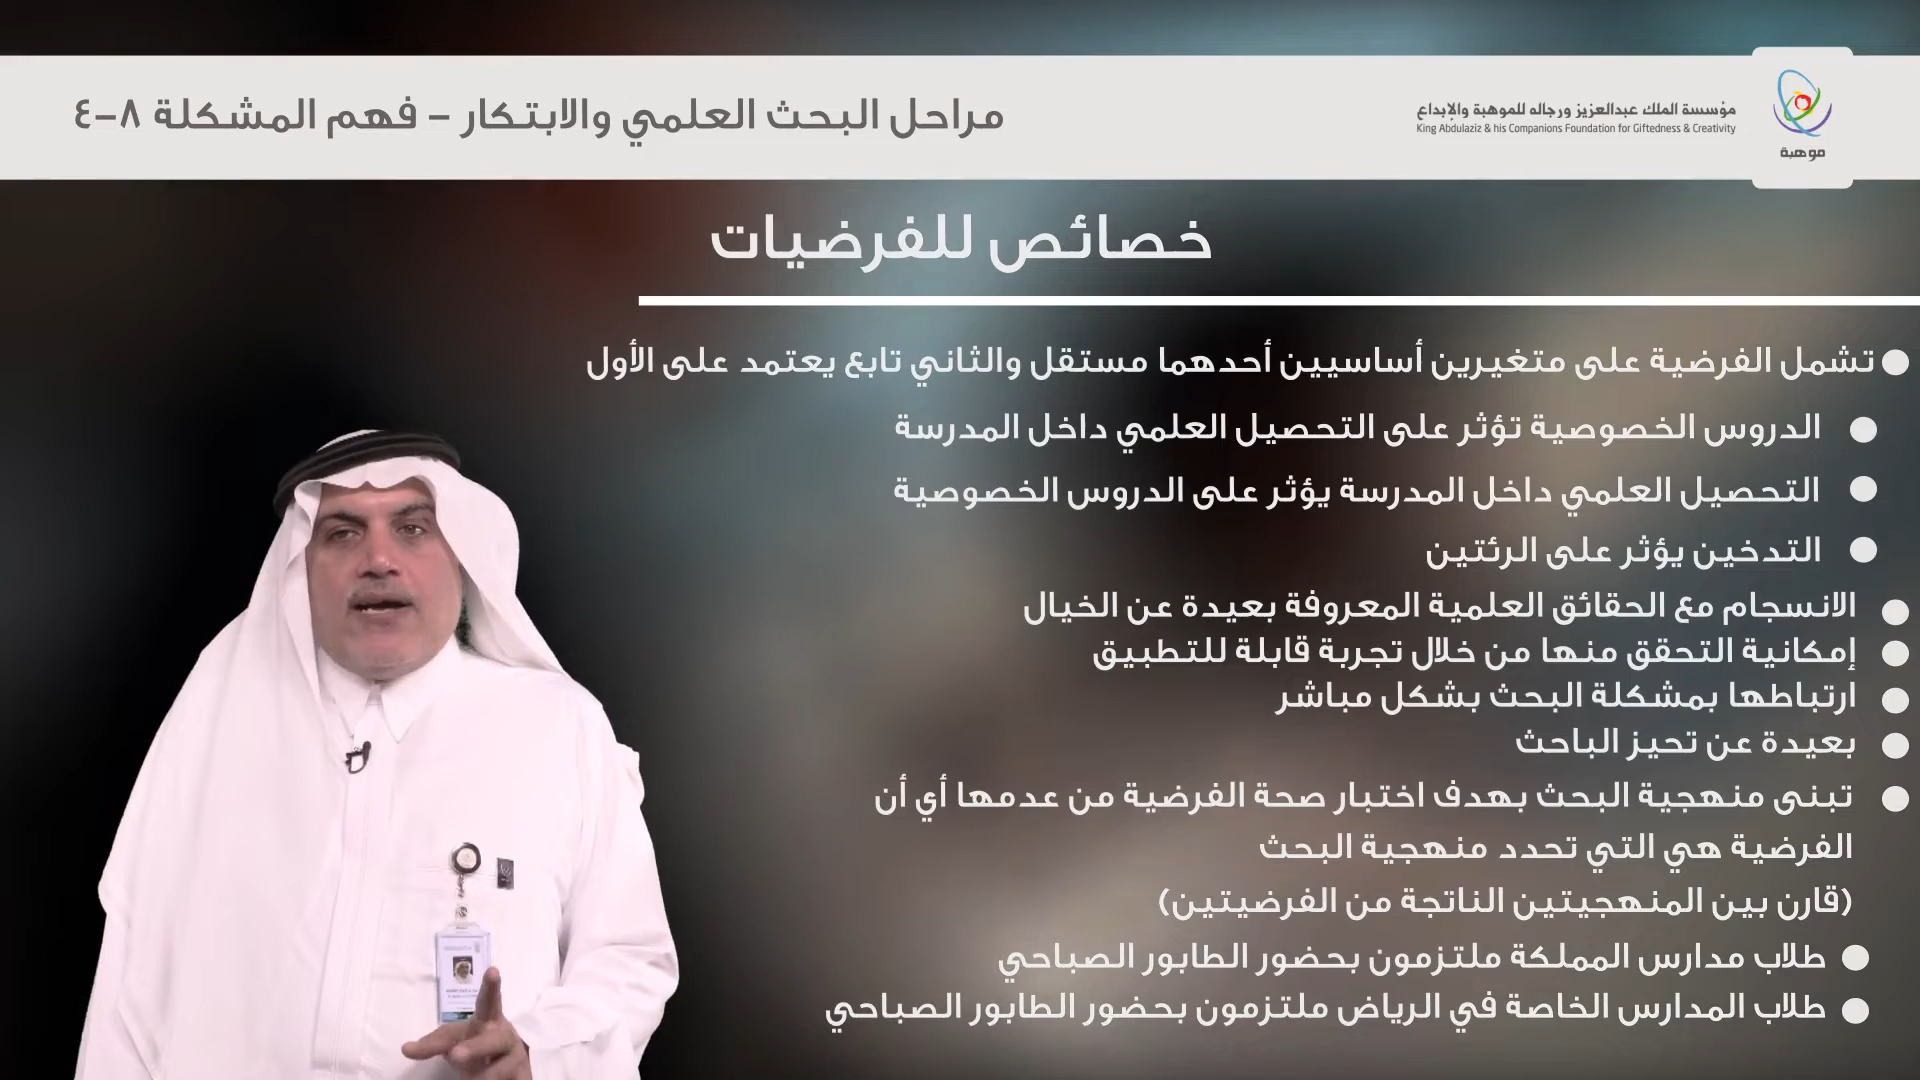 مراحل البحث العلمي والابتكار – فهم المشكلة ٨-٤
مؤسسة الملك عبدالعزيز ورجاله للموهبة والإبداع
King Abdulaziz & his Companions Foundation for Giftedness & Creativity
موهبة
خصائص للفرضيات
تشمل الفرضية على متغيرين أساسيين أحدهما مستقل والثاني تابع يعتمد على الأول
الدروس الخصوصية تؤثر على التحصيل العلمي داخل المدرسة
التحصيل العلمي داخل المدرسة يؤثر على الدروس الخصوصية
التدخين يؤثر على الرئتين
الانسجام مع الحقائق العلمية المعروفة بعيدة عن الخيال
إمكانية التحقق منها من خلال تجربة قابلة للتطبيق
ارتباطها بمشكلة البحث بشكل مباشر
بعيدة عن تحيز الباحث
تبنى منهجية البحث بهدف اختبار صحة الفرضية من عدمها أي أن
الفرضية هي التي تحدد منهجية البحث
(قارن بين المنهجيتين الناتجة من الفرضيتين)
طلاب مدارس المملكة ملتزمون بحضور الطابور الصباحي
طلاب المدارس الخاصة في الرياض ملتزمون بحضور الطابور الصباحي